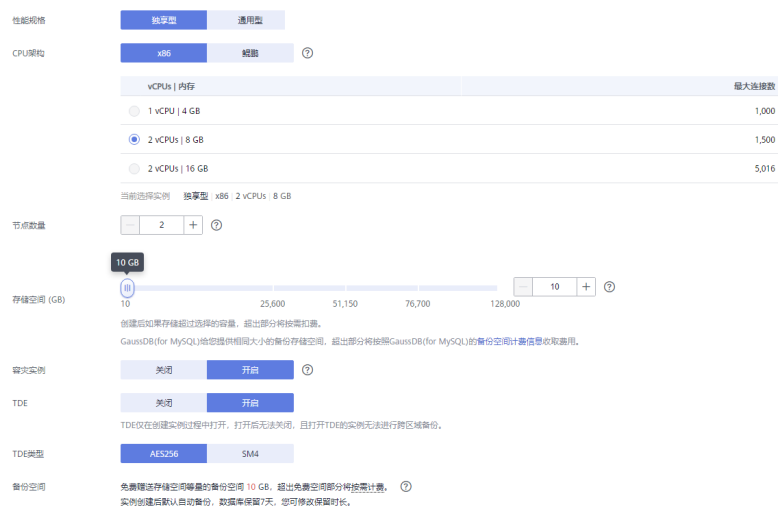 性能规格 独享型 通用型
CPU架构 x86 鲲鹏
vCPUs | 内存 最大连接数
1 vCPU | 4 GB 1,000
2 vCPUs | 8 GB 1,500
2 vCPUs | 16 GB 5,016
当前选择实例 独享型 | x86 | 2 vCPUs | 8 GB
节点数量 2
10 GB
存储空间 (GB) 10
10 25,600 51,150 76,700 128,000
创建后如果存储超过选择的容量，超出部分将按需扣费。
GaussDB(for MySQL)给您提供相同大小的备份存储空间，超出部分将按照GaussDB(for MySQL)的备份空间计费信息收取费用。
容灾实例 关闭 开启
TDE 关闭 开启
TDE仅在创建实例过程中打开，打开后无法关闭，且打开TDE的实例无法进行跨区域备份。
TDE类型 AES256 SM4
备份空间 免费赠送存储空间等量的备份空间 10 GB，超出免费空间部分将按需计费。
实例创建后默认自动备份，数据库保留7天，您可修改保留时长。